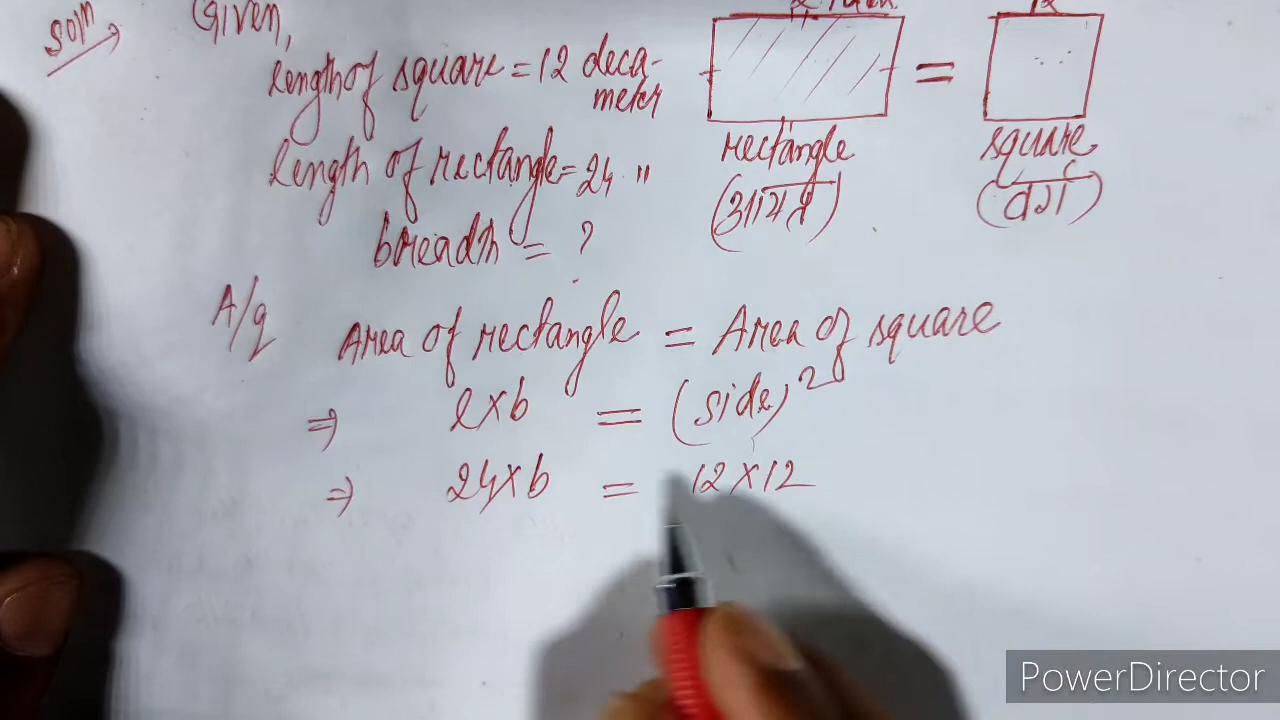 Soln Given,
length of square = 12 deca-
meter
length of rectangle = 24 "
breadth = ?
12
rectangle = square
(आयत) (वर्ग)
A/q Area of rectangle = Area of square
⇒ l×b = (side)²
⇒ 24×b = 12×12
PowerDirector